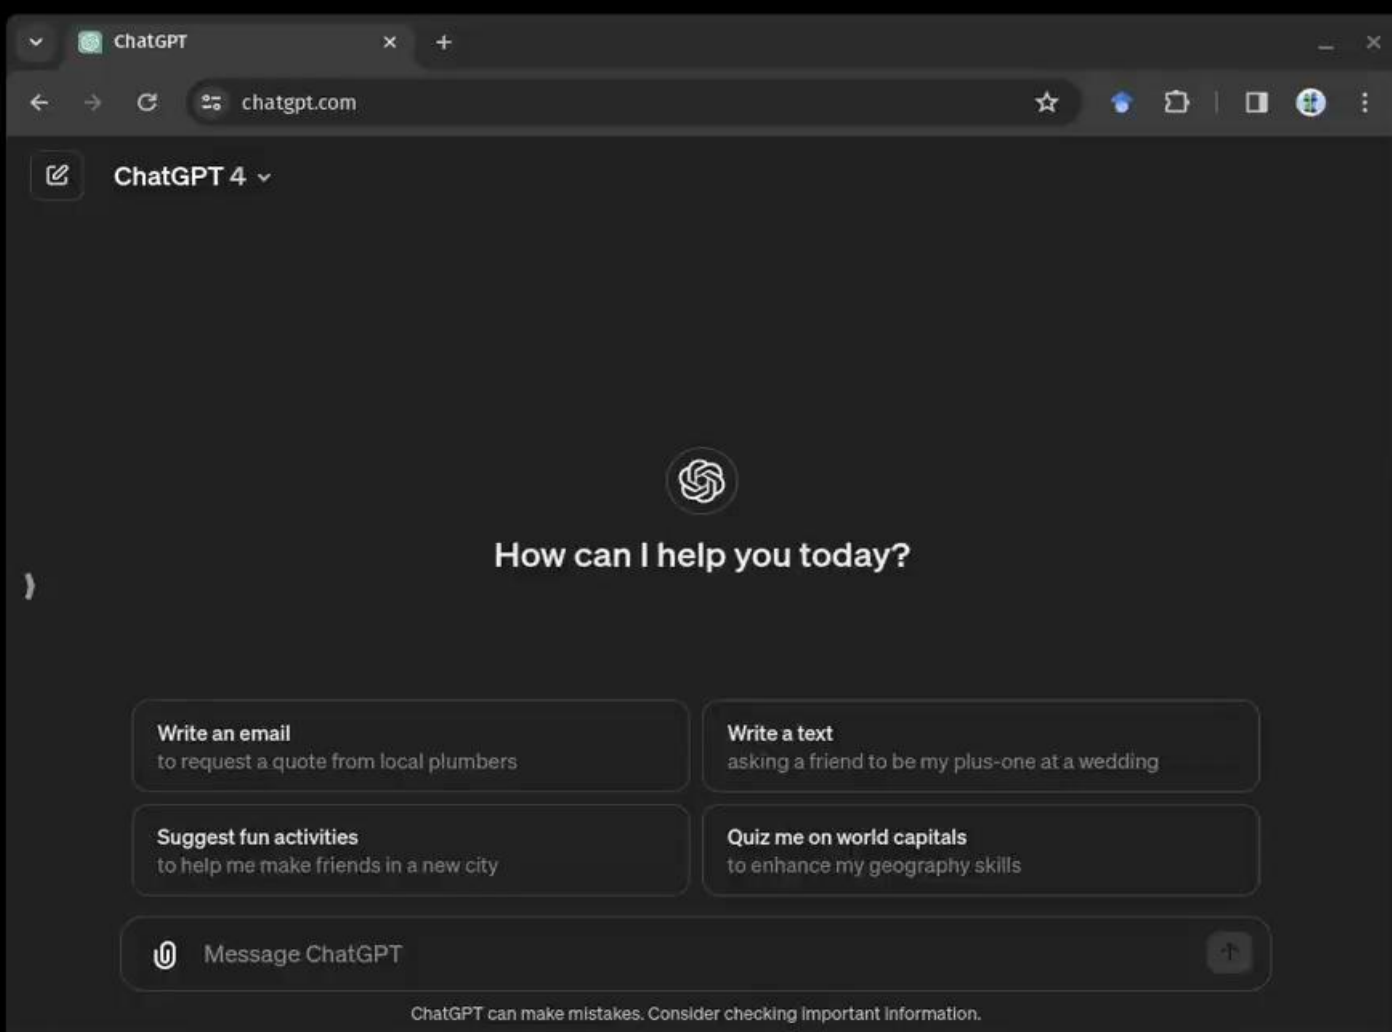 ChatGPT
chatgpt.com
ChatGPT 4
How can I help you today?
Write an email
to request a quote from local plumbers
Write a text
asking a friend to be my plus-one at a wedding
Suggest fun activities
to help me make friends in a new city
Quiz me on world capitals
to enhance my geography skills
Message ChatGPT
ChatGPT can make mistakes. Consider checking important information.